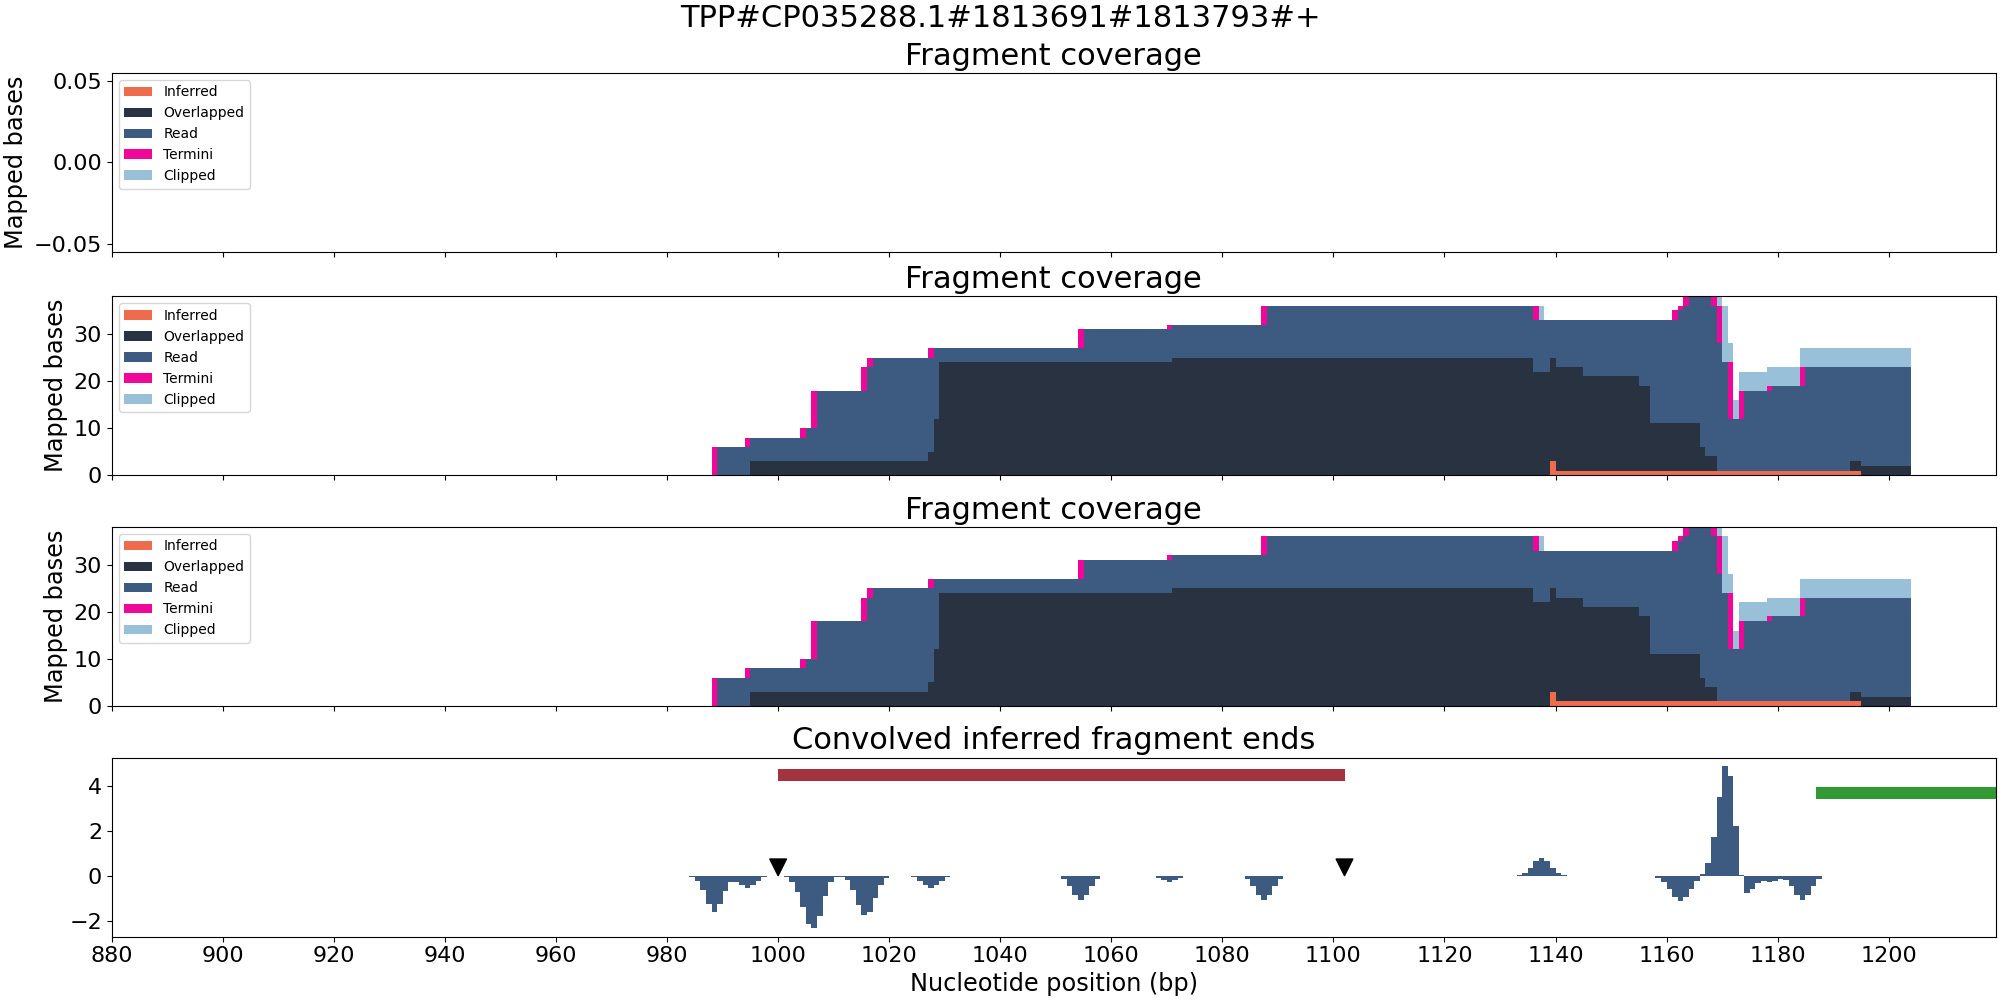 TPP#CP035288.1#1813691#1813793#+
Fragment coverage
Mapped bases
0.05
0.00
−0.05
Inferred
Overlapped
Read
Termini
Clipped
Fragment coverage
Mapped bases
30
20
10
0
Inferred
Overlapped
Read
Termini
Clipped
Fragment coverage
Mapped bases
30
20
10
0
Inferred
Overlapped
Read
Termini
Clipped
Convolved inferred fragment ends
4
2
0
−2
880 900 920 940 960 980 1000 1020 1040 1060 1080 1100 1120 1140 1160 1180 1200
Nucleotide position (bp)